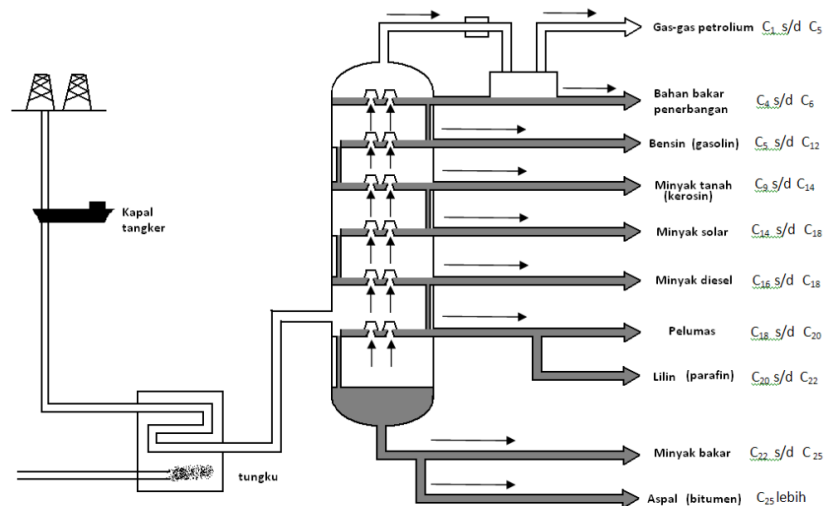 Gas-gas petrolium C₁ s/d C₅
Bahan bakar
penerbangan C₄ s/d C₆
Bensin (gasolin) C₅ s/d C₁₂
Minyak tanah
(kerosin) C₉ s/d C₁₄
Kapal
tangker
Minyak solar C₁₄ s/d C₁₈
Minyak diesel C₁₆ s/d C₁₈
Pelumas C₁₈ s/d C₂₀
Lilin (parafin) C₂₀ s/d C₂₂
Minyak bakar C₂₂ s/d C₂₅
tungku
Aspal (bitumen) C₂₅ lebih